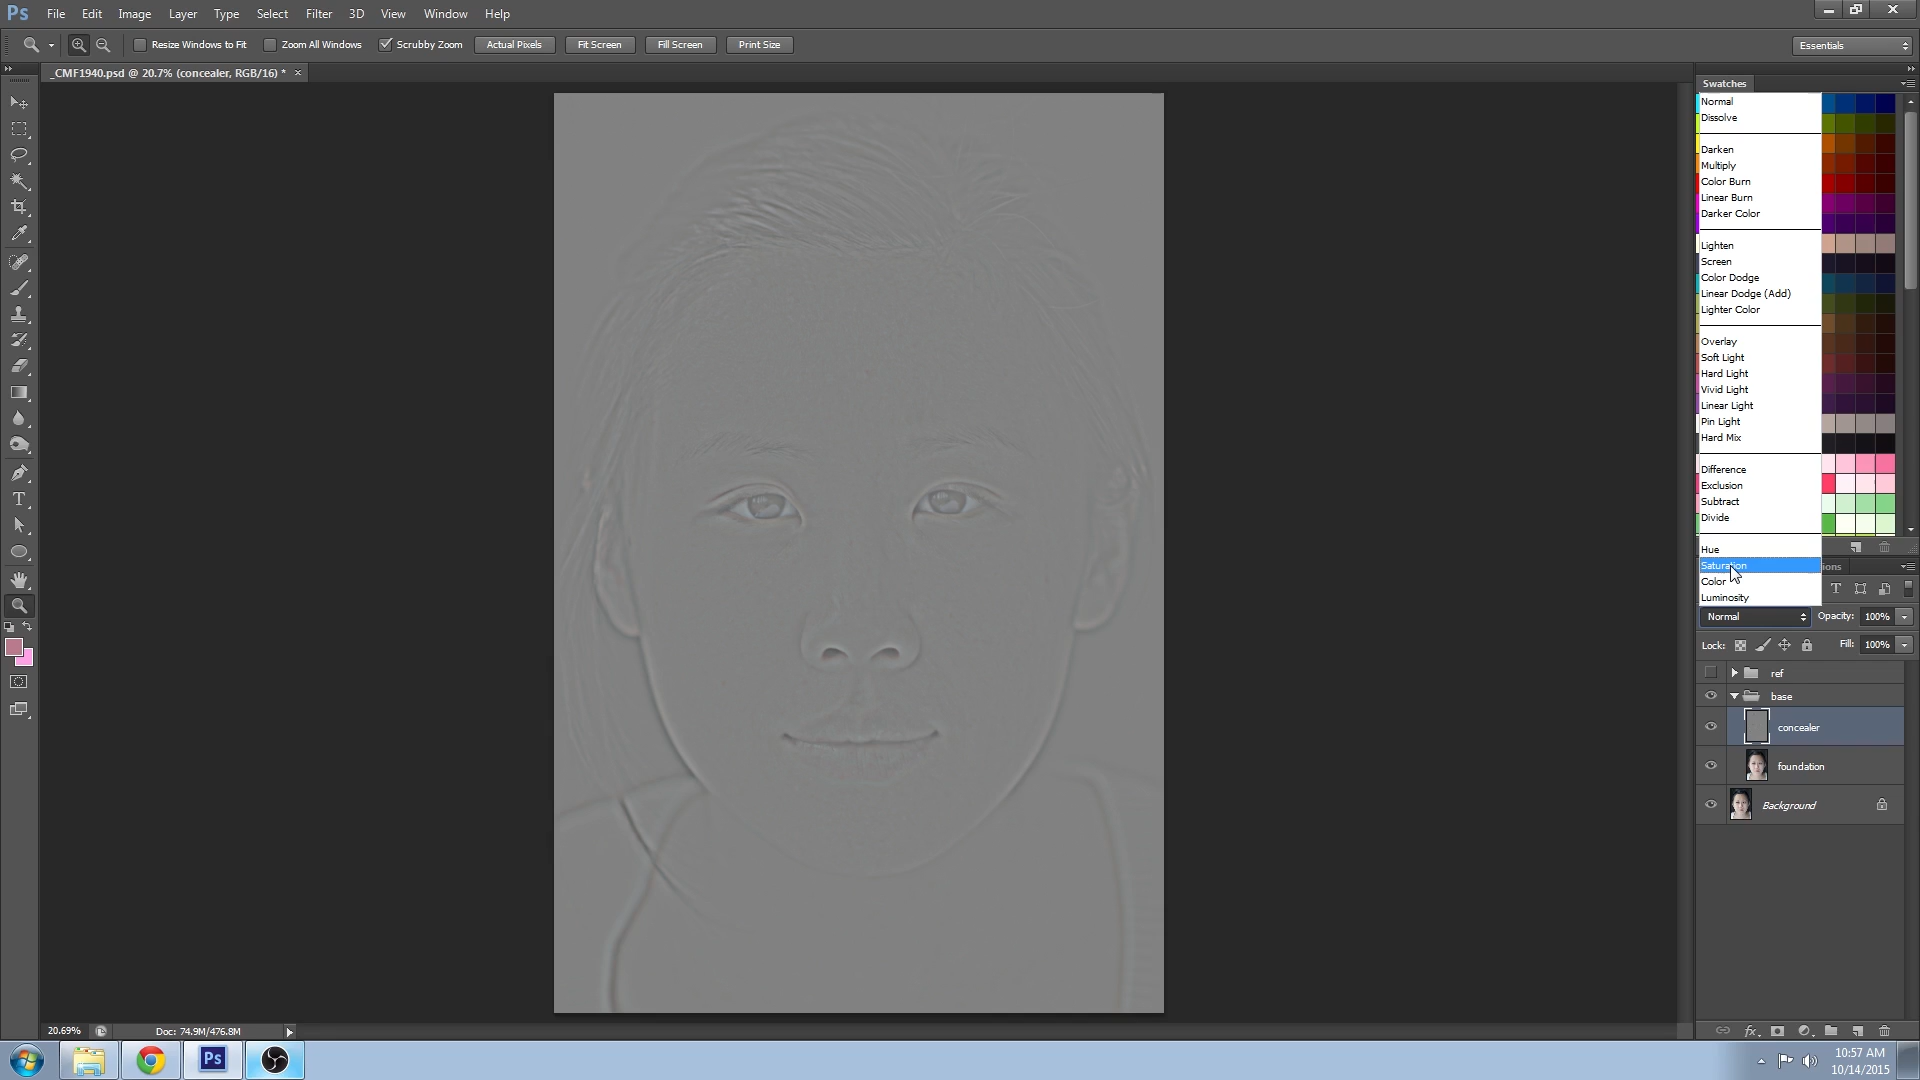 Ps File Edit Image Layer Type Select Filter 3D View Window Help
Resize Windows to Fit Zoom All Windows Scrubby Zoom Actual Pixels Fit Screen Fill Screen Print Size Essentials
_CMF1940.psd @ 20.7% (concealer, RGB/16) * ×
Swatches
Normal
Dissolve
Darken
Multiply
Color Burn
Linear Burn
Darker Color
Lighten
Screen
Color Dodge
Linear Dodge (Add)
Lighter Color
Overlay
Soft Light
Hard Light
Vivid Light
Linear Light
Pin Light
Hard Mix
Difference
Exclusion
Subtract
Divide
Hue
Saturation
Color
Luminosity
Normal Opacity: 100%
Lock: Fill: 100%
ref
base
concealer
foundation
Background
20.69% Doc: 74.9M/476.8M
fx
Ps
10:57 AM
10/14/2015